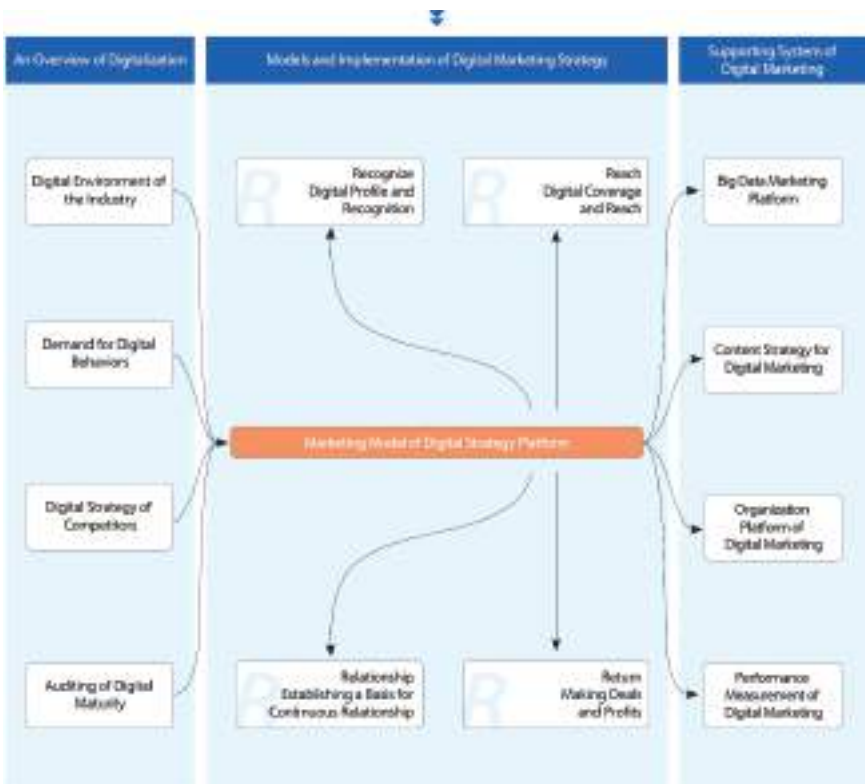 An Overview of Digitalization
Models and Implementation of Digital Marketing Strategy
Supporting System of
Digital Marketing
Digital Environment of
the Industry
Demand for Digital
Behaviors
Digital Strategy of
Competitors
Auditing of Digital
Maturity
R
Recognize
Digital Profile and
Recognition
R
Reach
Digital Coverage
and Reach
Marketing Model of Digital Strategy Platform
R
Relationship
Establishing a Basis for
Continuous Relationship
R
Return
Making Deals
and Profits
Big Data Marketing
Platform
Content Strategy for
Digital Marketing
Organization
Platform of
Digital Marketing
Performance
Measurement of
Digital Marketing